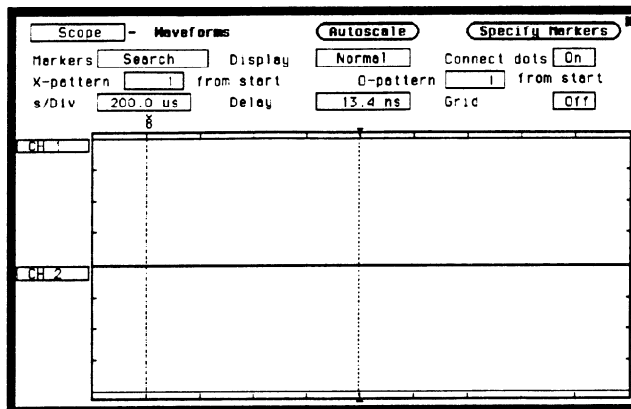 Scope - Waveforms Autoscale Specify Markers
Markers Search Display Normal Connect dots On
X-pattern 1 from start O-pattern 1 from start
s/Div 200.0 us Delay 13.4 ns Grid Off
X
O
CH 1
CH 2